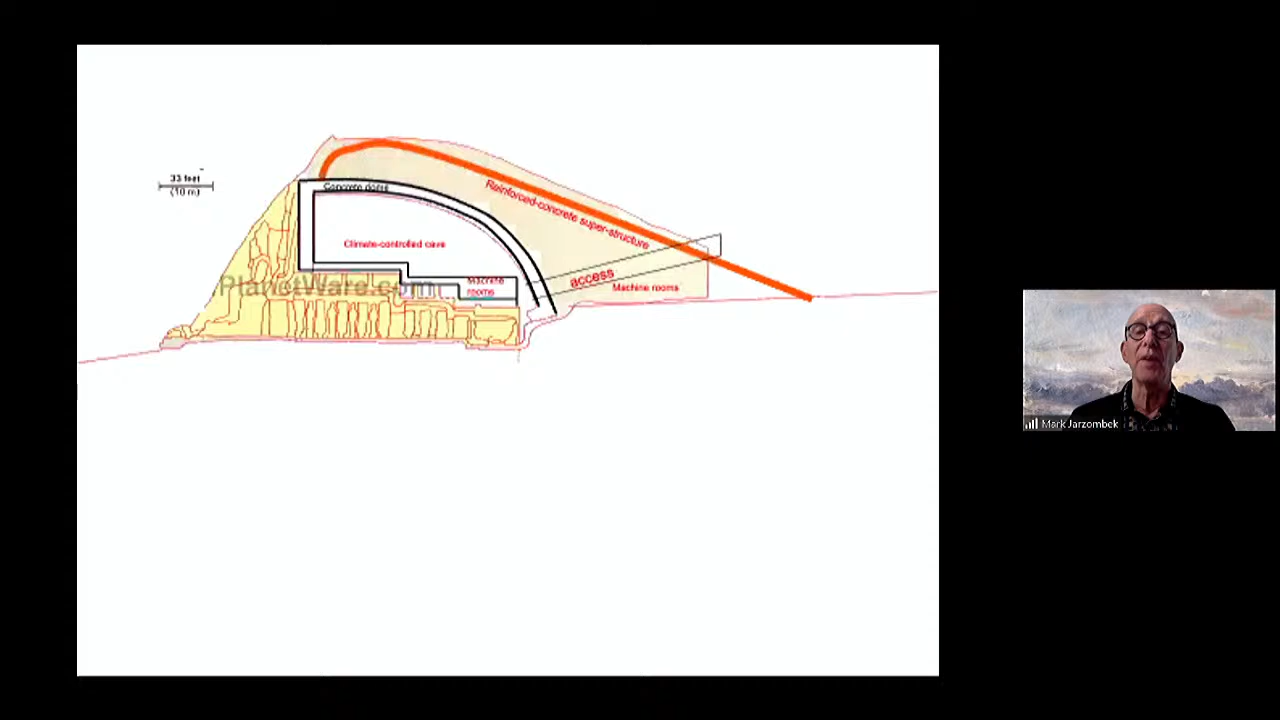 33 feet
(10 m)
Concrete dome
Reinforced-concrete super-structure
Climate-controlled cave
access
Machine
rooms
Machine rooms
PlanetWare.com
Mark Jarzombek